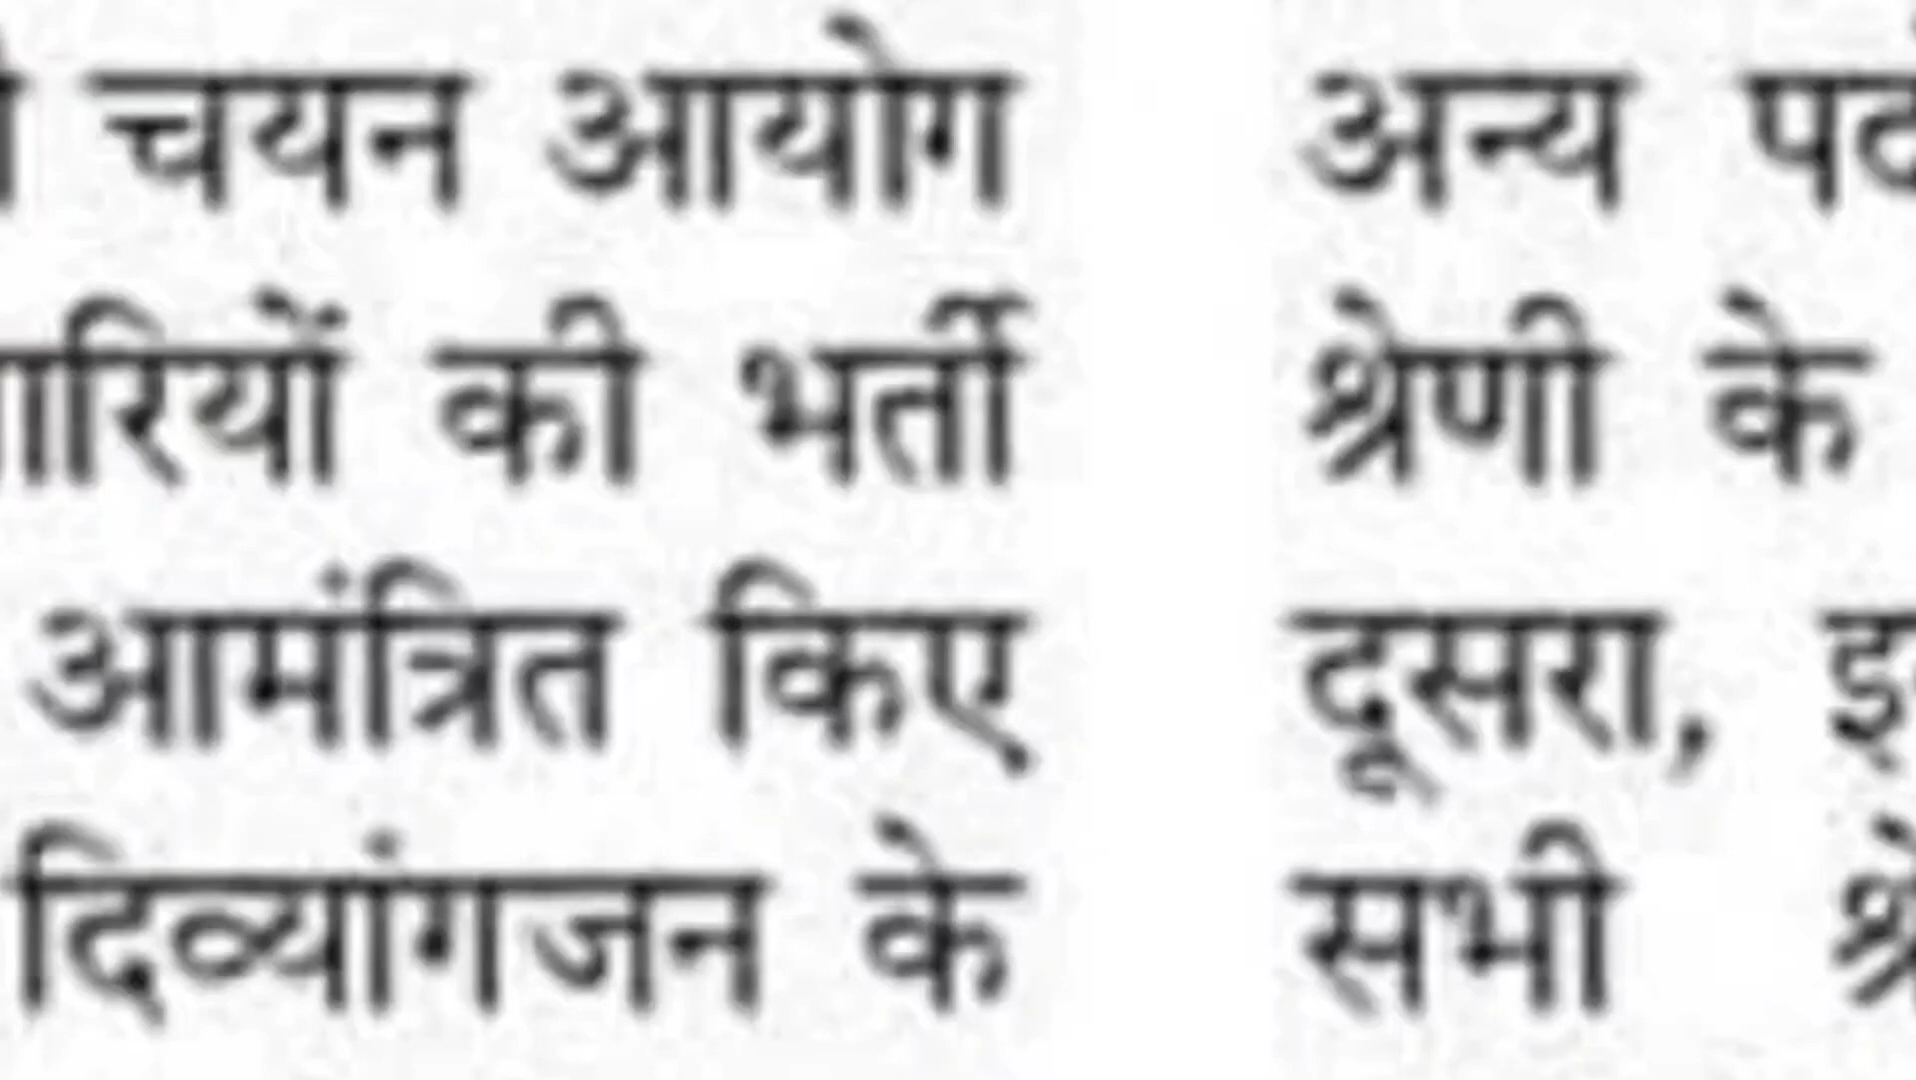 चयन आयोग
की भर्ती
आमंत्रित किए
दिव्यांगजन के
अन्य
श्रेणी के
दूसरा,
सभी